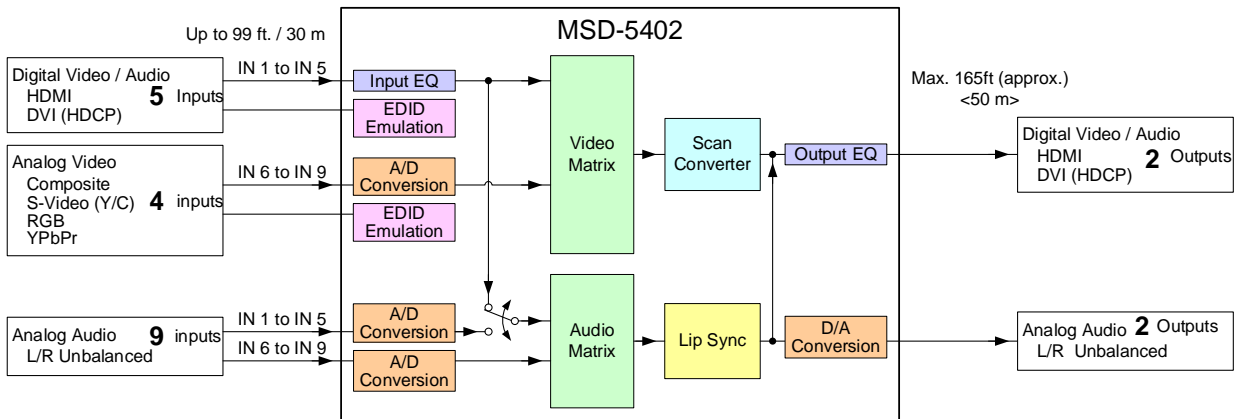 MSD-5402
Up to 99 ft. / 30 m
Digital Video / Audio
HDMI
DVI (HDCP)
5 Inputs
IN 1 to IN 5
Input EQ
EDID
Emulation
Analog Video
Composite
S-Video (Y/C)
RGB
YPbPr
4 inputs
IN 6 to IN 9
A/D
Conversion
EDID
Emulation
Video
Matrix
Scan
Converter
Output EQ
Max. 165ft (approx.)
<50 m>
Digital Video / Audio
HDMI
DVI (HDCP)
2 Outputs
Analog Audio 9 inputs
L/R Unbalanced
IN 1 to IN 5
IN 6 to IN 9
A/D
Conversion
A/D
Conversion
Audio
Matrix
Lip Sync
D/A
Conversion
Analog Audio 2 Outputs
L/R Unbalanced